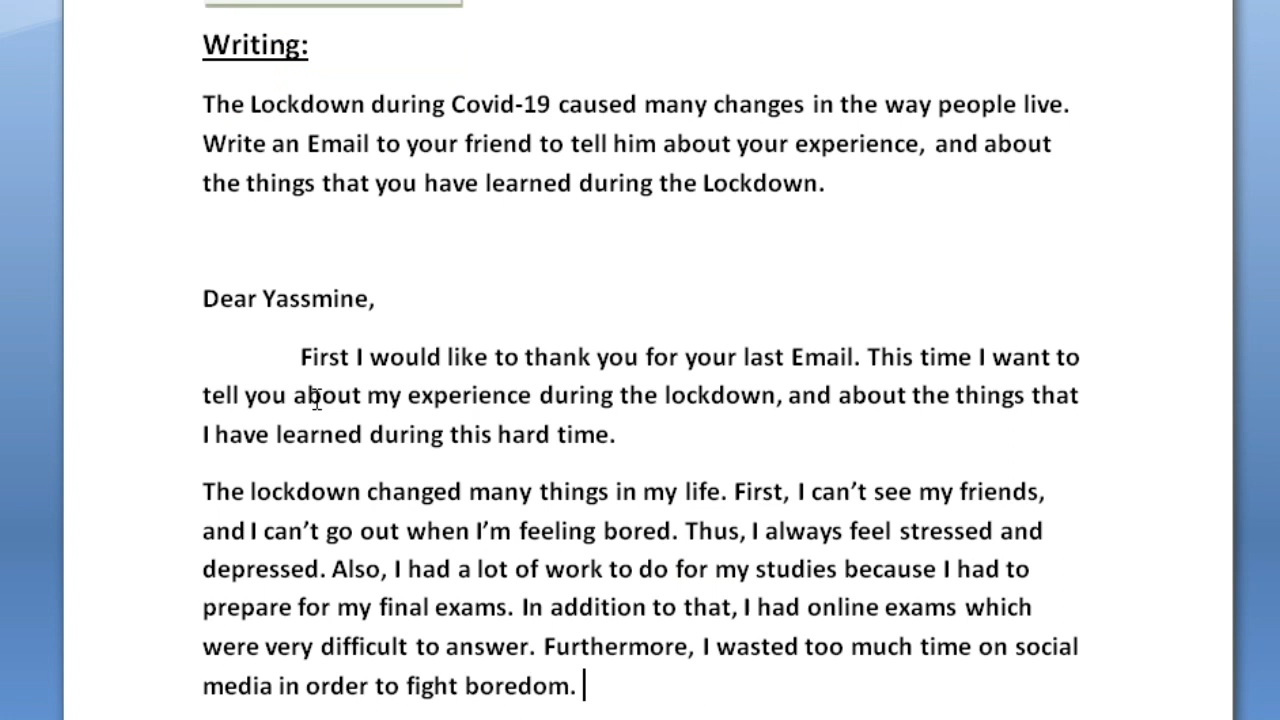 Writing:
The Lockdown during Covid-19 caused many changes in the way people live.
Write an Email to your friend to tell him about your experience, and about
the things that you have learned during the Lockdown.
Dear Yassmine,
First I would like to thank you for your last Email. This time I want to
tell you about my experience during the lockdown, and about the things that
I have learned during this hard time.
The lockdown changed many things in my life. First, I can’t see my friends,
and I can’t go out when I’m feeling bored. Thus, I always feel stressed and
depressed. Also, I had a lot of work to do for my studies because I had to
prepare for my final exams. In addition to that, I had online exams which
were very difficult to answer. Furthermore, I wasted too much time on social
media in order to fight boredom.